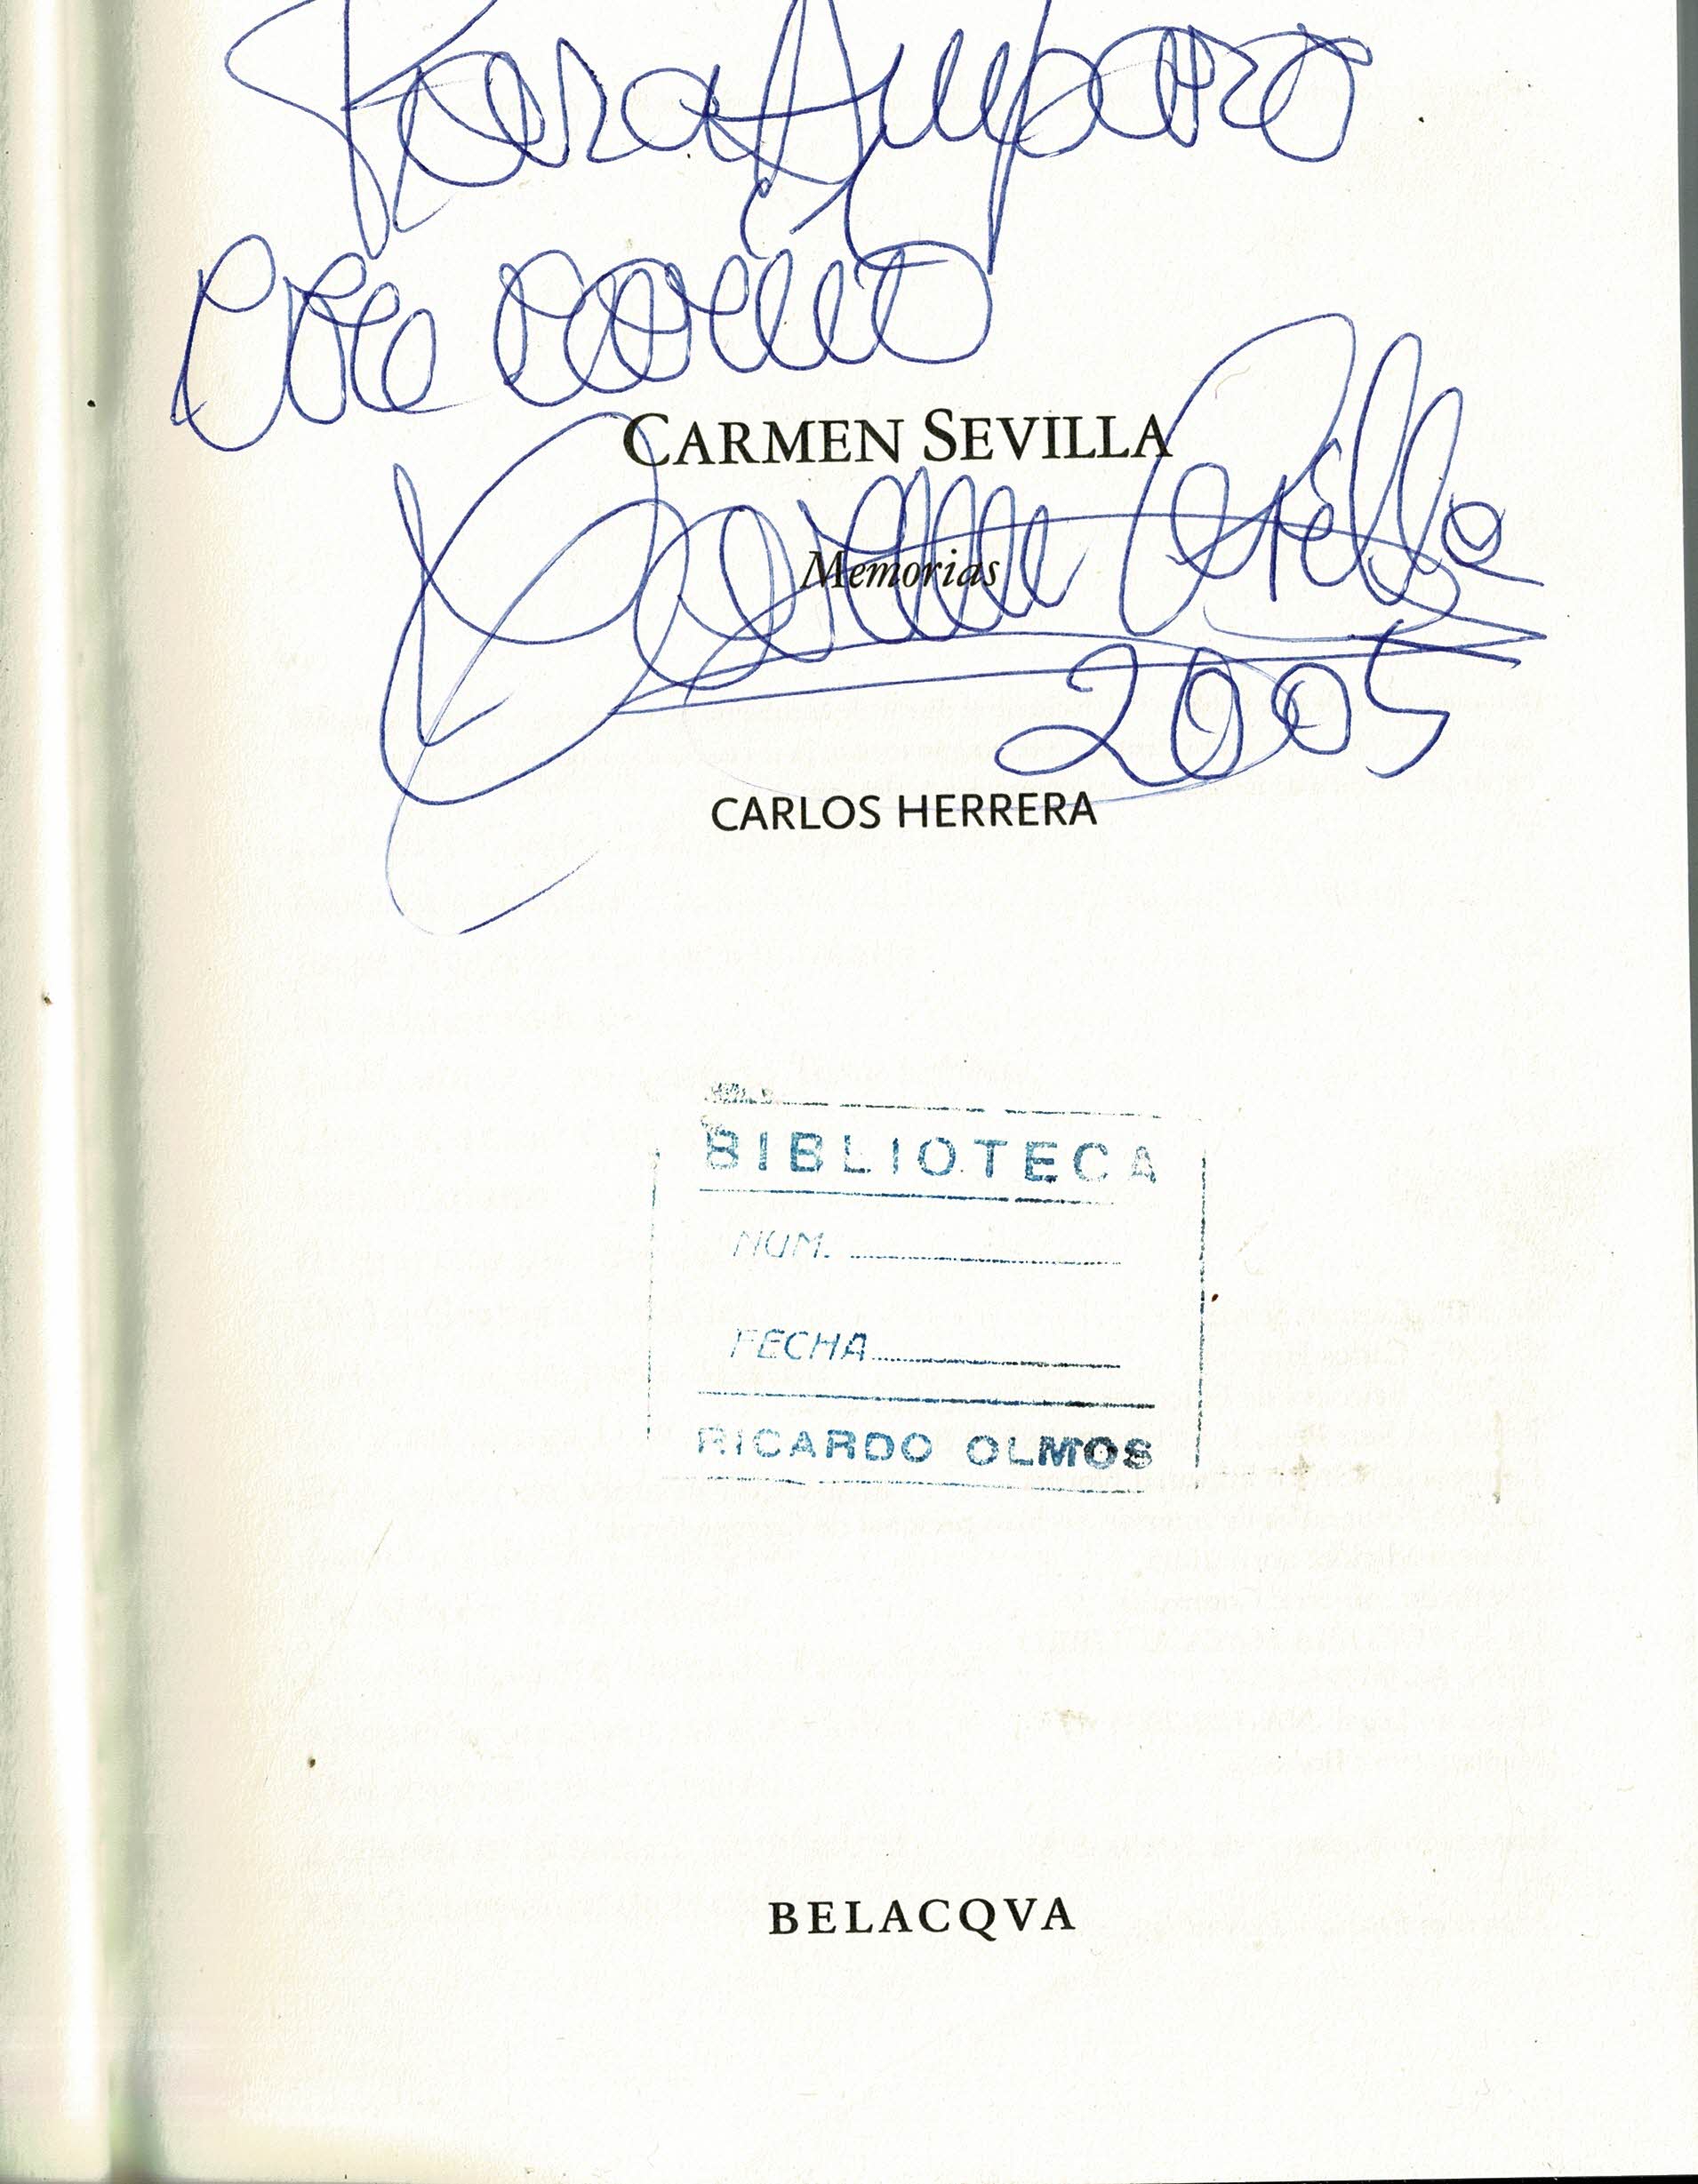 Para Amparo
Con cariño
CARMEN SEVILLA
Carmen Sevilla
Memorias
2005
CARLOS HERRERA
BIBLIOTECA
NUM.
FECHA
RICARDO OLMOS
BELACQVA